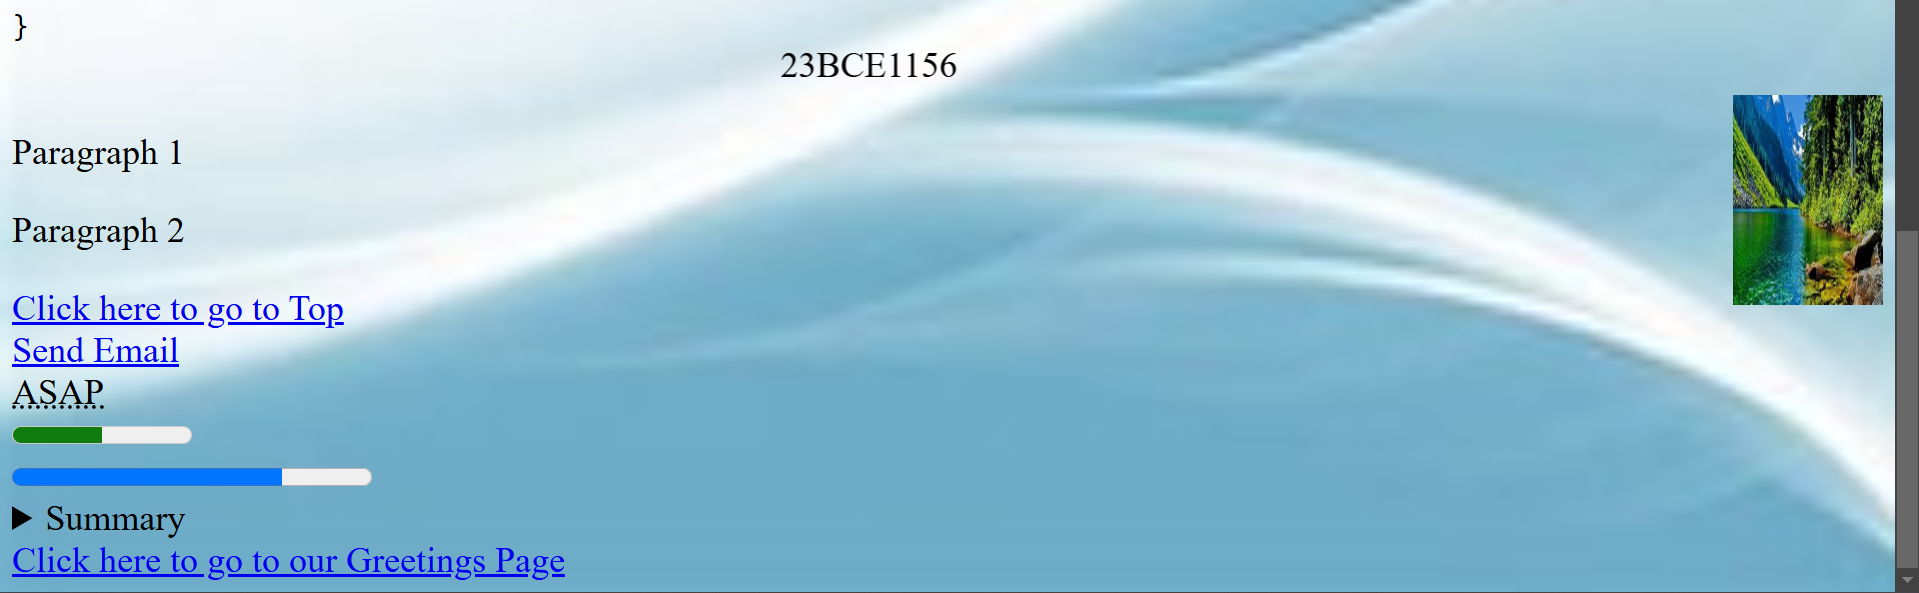 }
23BCE1156
Paragraph 1
Paragraph 2
Click here to go to Top
Send Email
ASAP
Summary
Click here to go to our Greetings Page